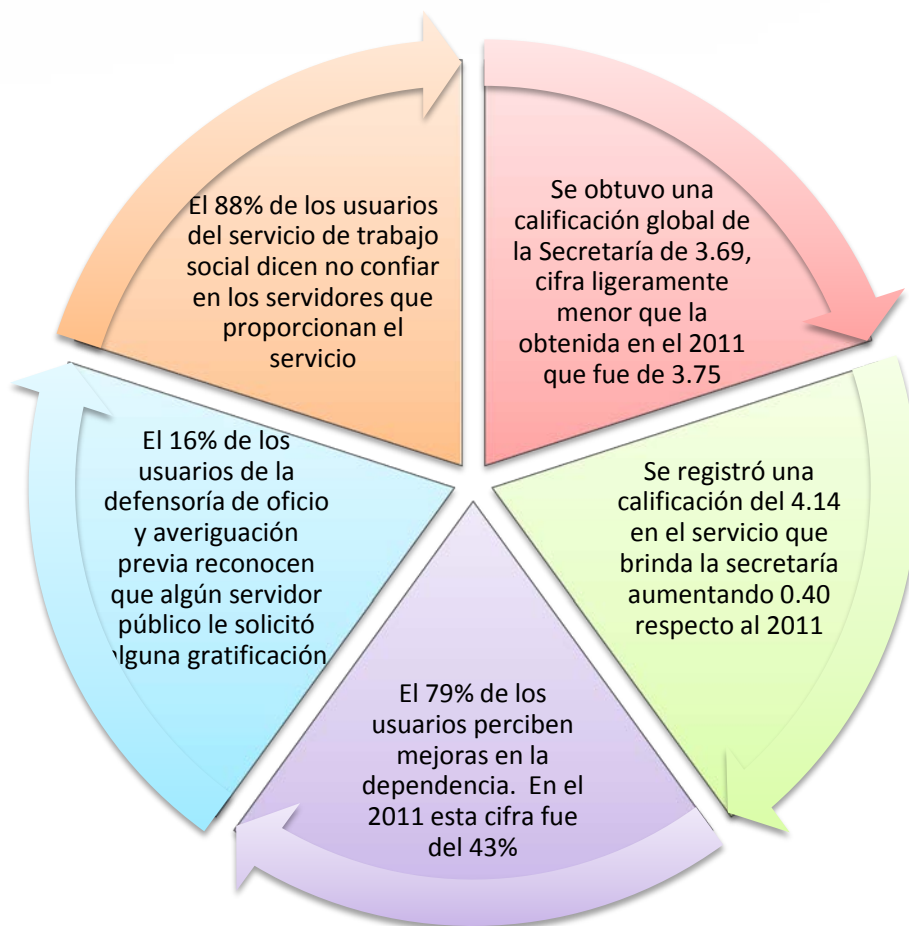 Se obtuvo una
calificación global de
la Secretaría de 3.69,
cifra ligeramente
menor que la
obtenida en el 2011
que fue de 3.75
Se registró una
calificación del 4.14
en el servicio que
brinda la secretaría
aumentando 0.40
respecto al 2011
El 79% de los
usuarios perciben
mejoras en la
dependencia.  En el
2011 esta cifra fue
del 43%
El 16% de los
usuarios de la
defensoría de oficio
y averiguación
previa reconocen
que algún servidor
público le solicitó
alguna gratificación
El 88% de los usuarios
del servicio de trabajo
social dicen no confiar
en los servidores que
proporcionan el
servicio